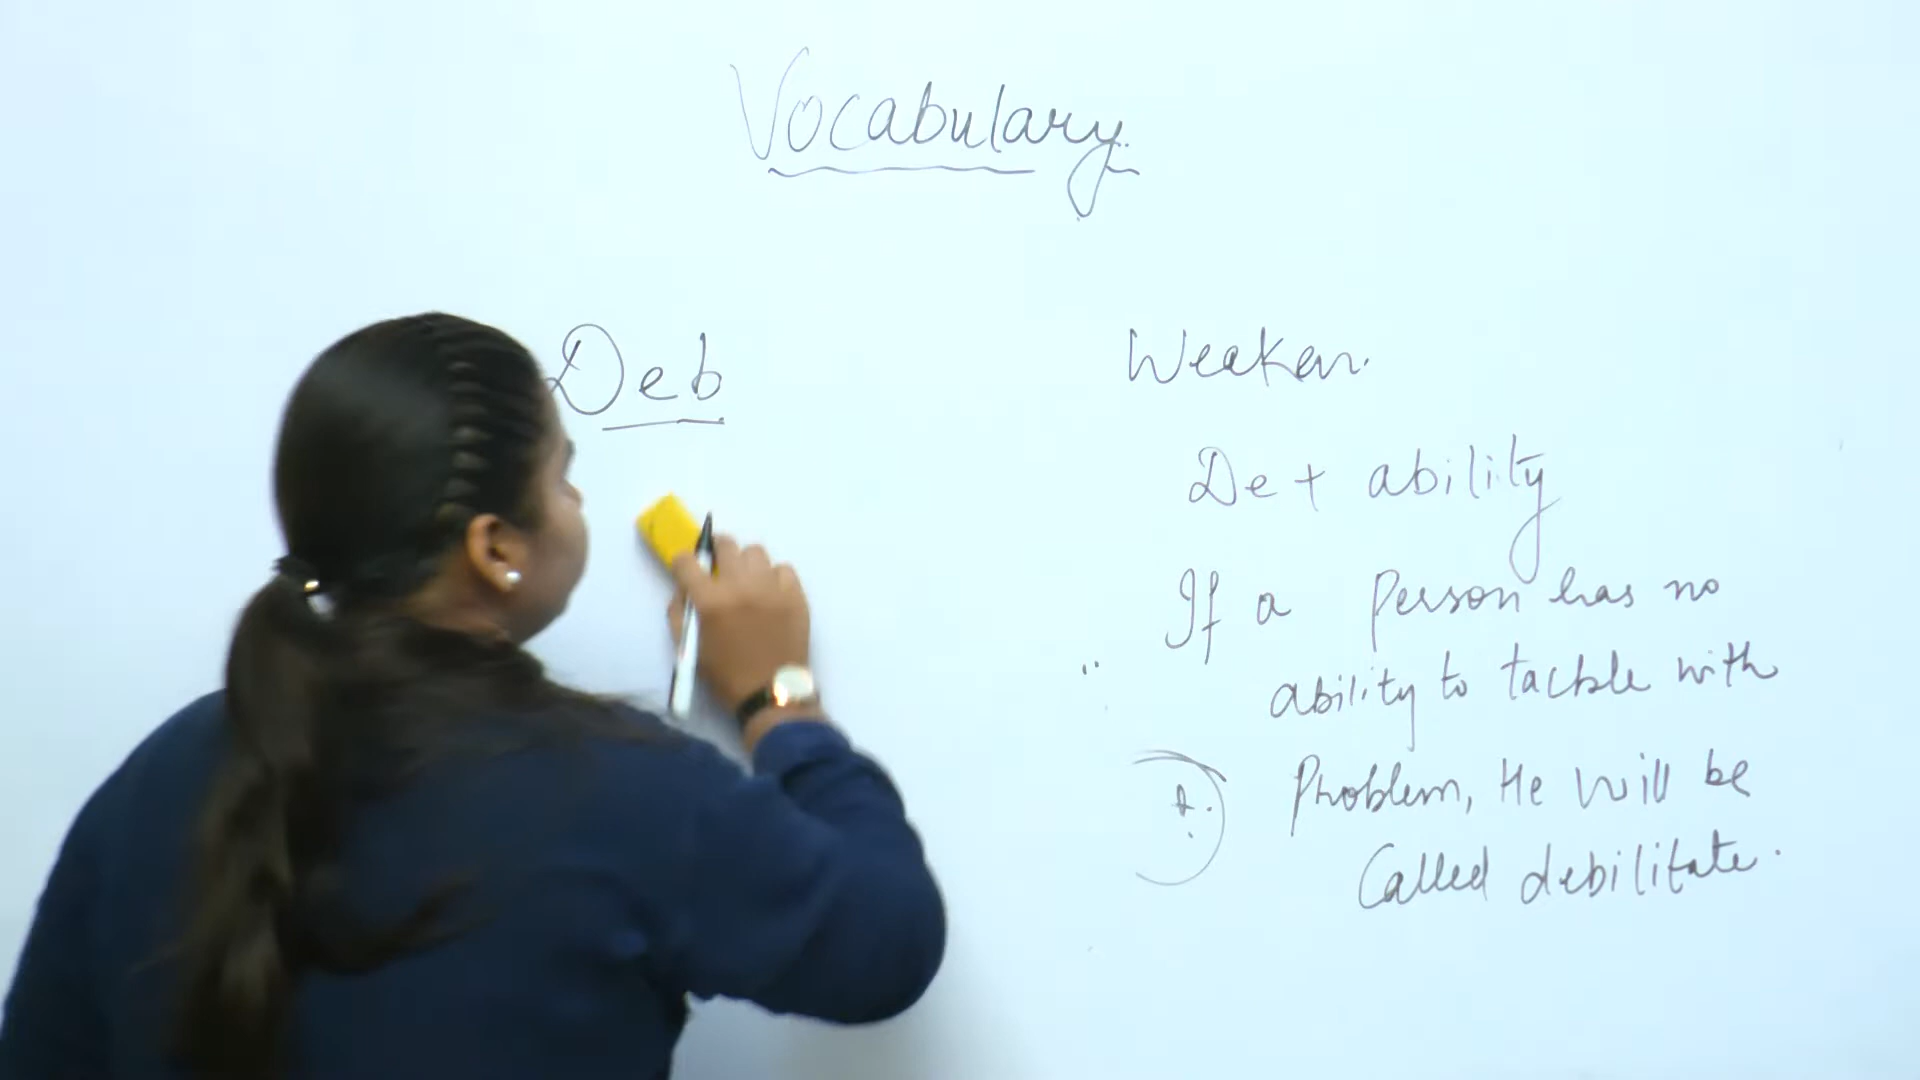 Vocabulary
Deb
Weaken.
De + ability
If a Person has no
ability to tackle with
Problem, He will be
Called debilitate.